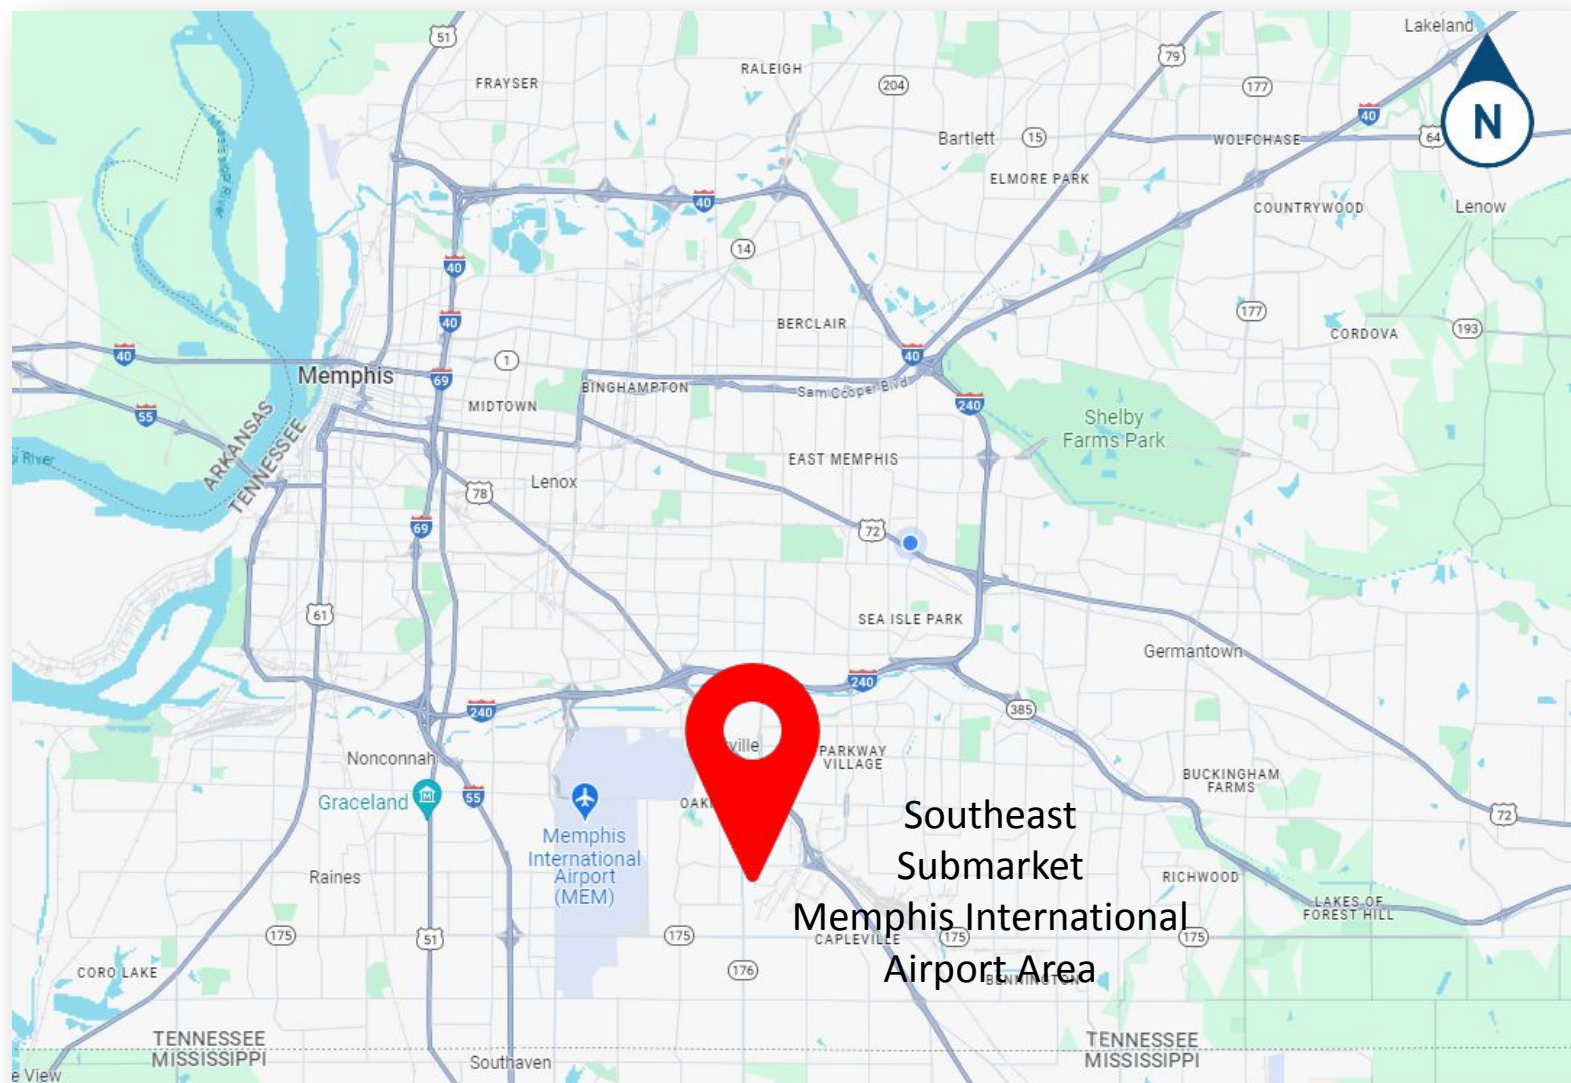 Lakeland
51
79
RALEIGH
FRAYSER
204
177
40
N
Bartlett
15
WOLFCHASE
64
Mississippi River
ELMORE PARK
40
COUNTRYWOOD
Lenow
14
40
177
40
BERCLAIR
CORDOVA
193
40
40
1
Memphis
69
BINGHAMPTON
Sam Cooper Blvd
MIDTOWN
240
55
ARKANSAS
TENNESSEE
Shelby
Farms Park
EAST MEMPHIS
River
Lenox
78
69
72
61
SEA ISLE PARK
Germantown
240
240
385
ville
PARKWAY
VILLAGE
Nonconnah
BUCKINGHAM
FARMS
Graceland
55
OAK
72
Southeast
Submarket
Memphis International
Airport Area
Memphis
International
Airport
(MEM)
Raines
RICHWOOD
LAKES OF
FOREST HILL
175
51
175
CAPLEVILLE
175
175
CORO LAKE
176
BENNINGTON
TENNESSEE
MISSISSIPPI
TENNESSEE
MISSISSIPPI
Southaven
e View